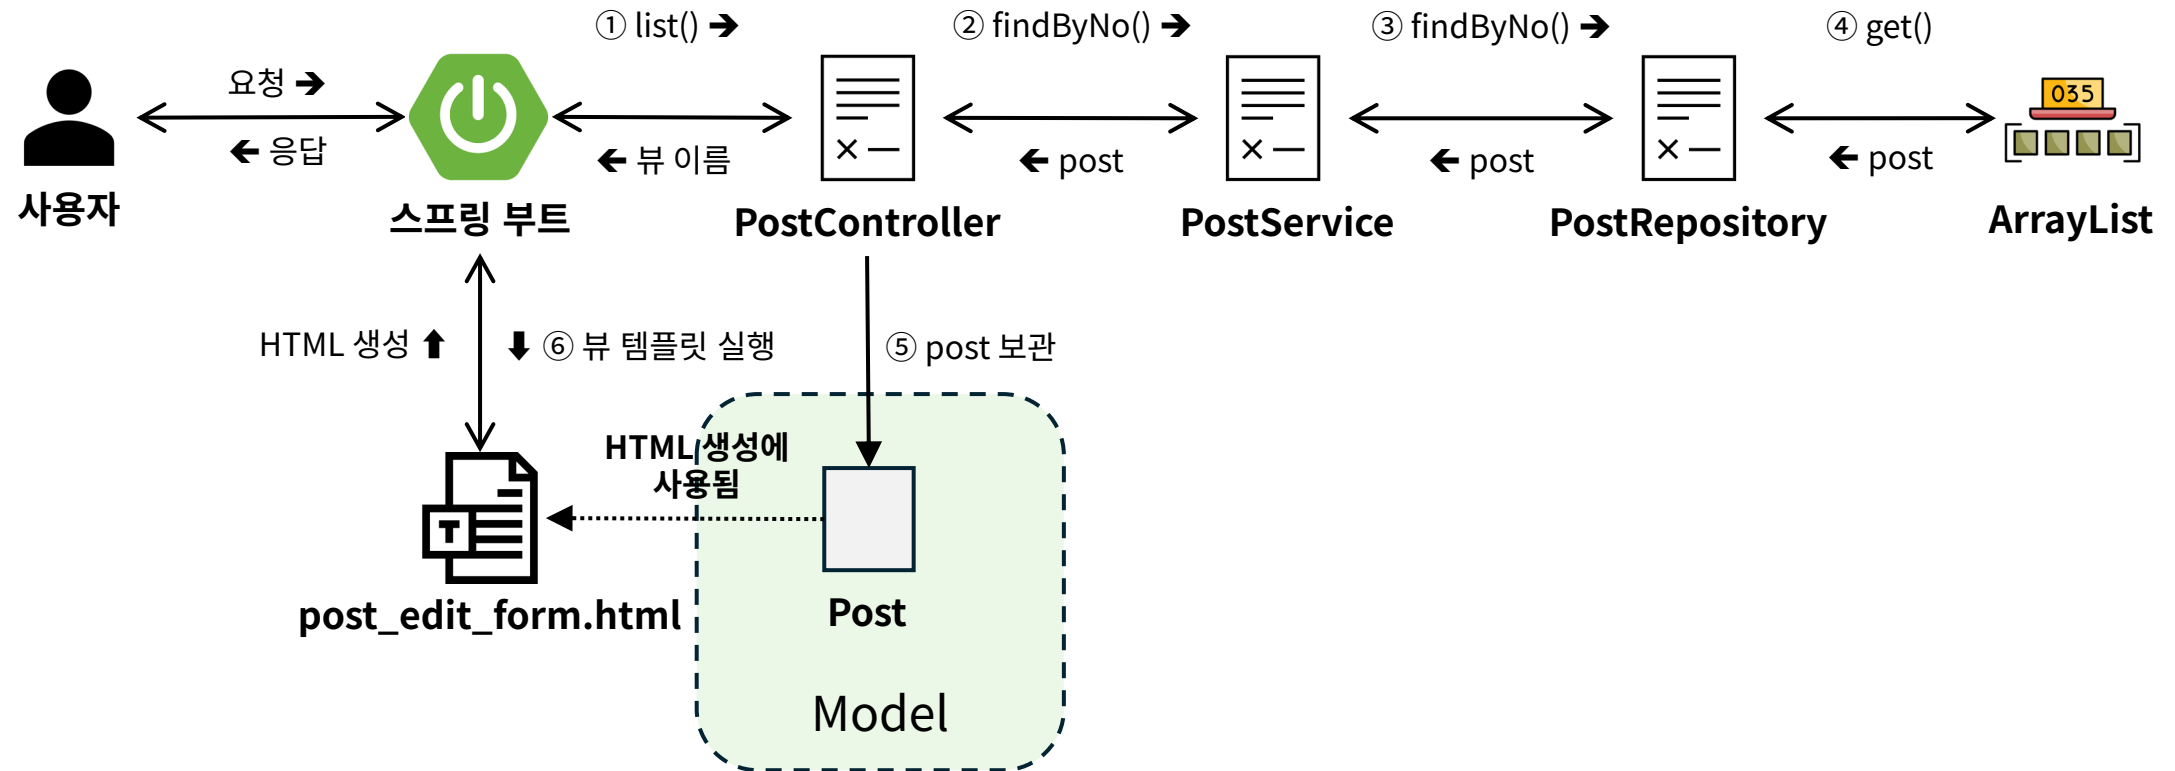 ① list() 🡺
② findByNo() 🡺
③ findByNo() 🡺
④ get()
요청 🡺
🡸 응답
🡸 뷰 이름
🡸 post
🡸 post
🡸 post
035
사용자
스프링 부트
PostController
PostService
PostRepository
ArrayList
HTML 생성 🡹
🡻 ⑥ 뷰 템플릿 실행
⑤ post 보관
HTML 생성에
사용됨
T
post_edit_form.html
Post
Model